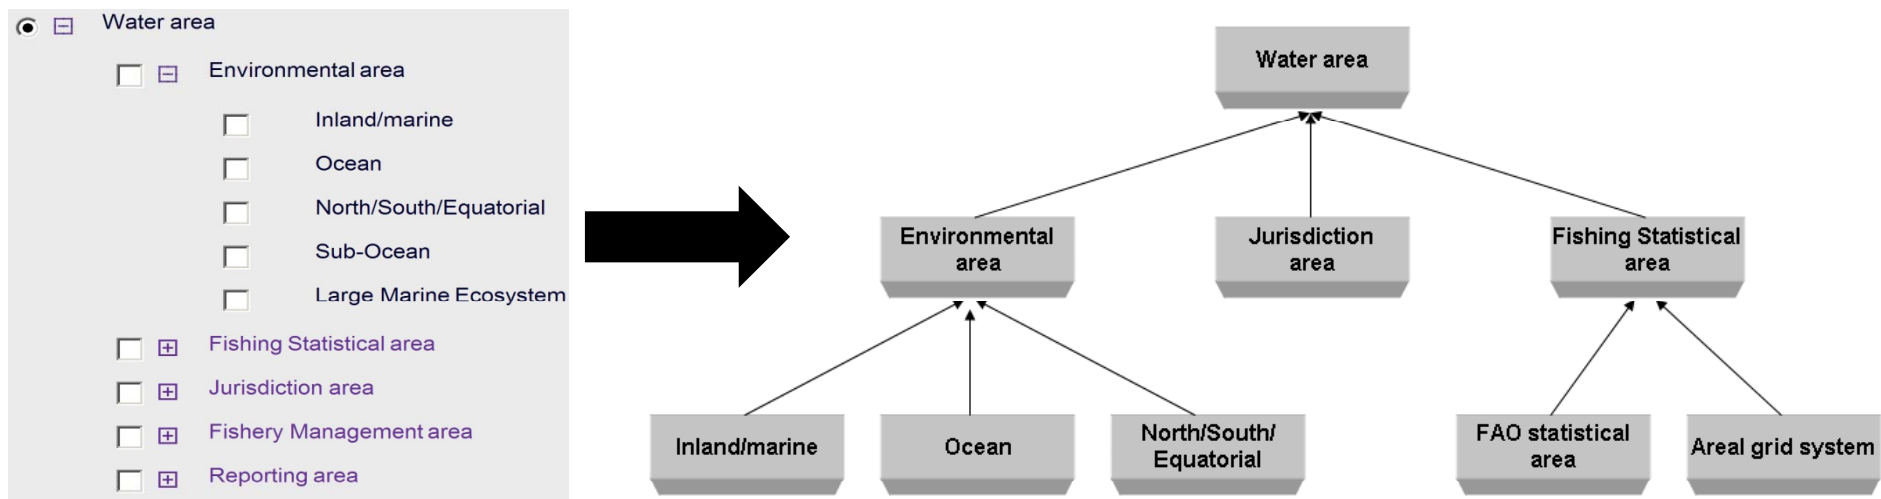 Water area
Environmental area
Inland/marine
Ocean
North/South/Equatorial
Sub-Ocean
Large Marine Ecosystem
Fishing Statistical area
Jurisdiction area
Fishery Management area
Reporting area
Water area
Environmental
area
Jurisdiction
area
Fishing Statistical
area
Inland/marine
Ocean
North/South/
Equatorial
FAO statistical
area
Areal grid system